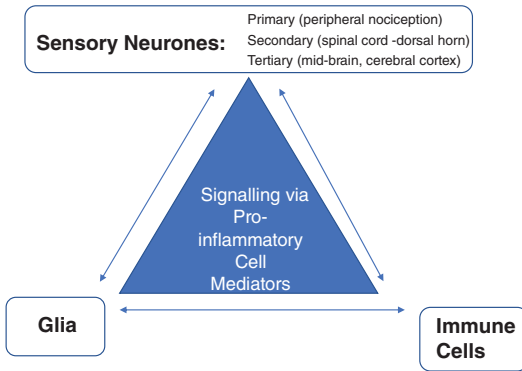 Sensory Neurones:
Primary (peripheral nociception)
Secondary (spinal cord -dorsal horn)
Tertiary (mid-brain, cerebral cortex)
Signalling via
Pro-
inflammatory
Cell
Mediators
Glia
Immune
Cells